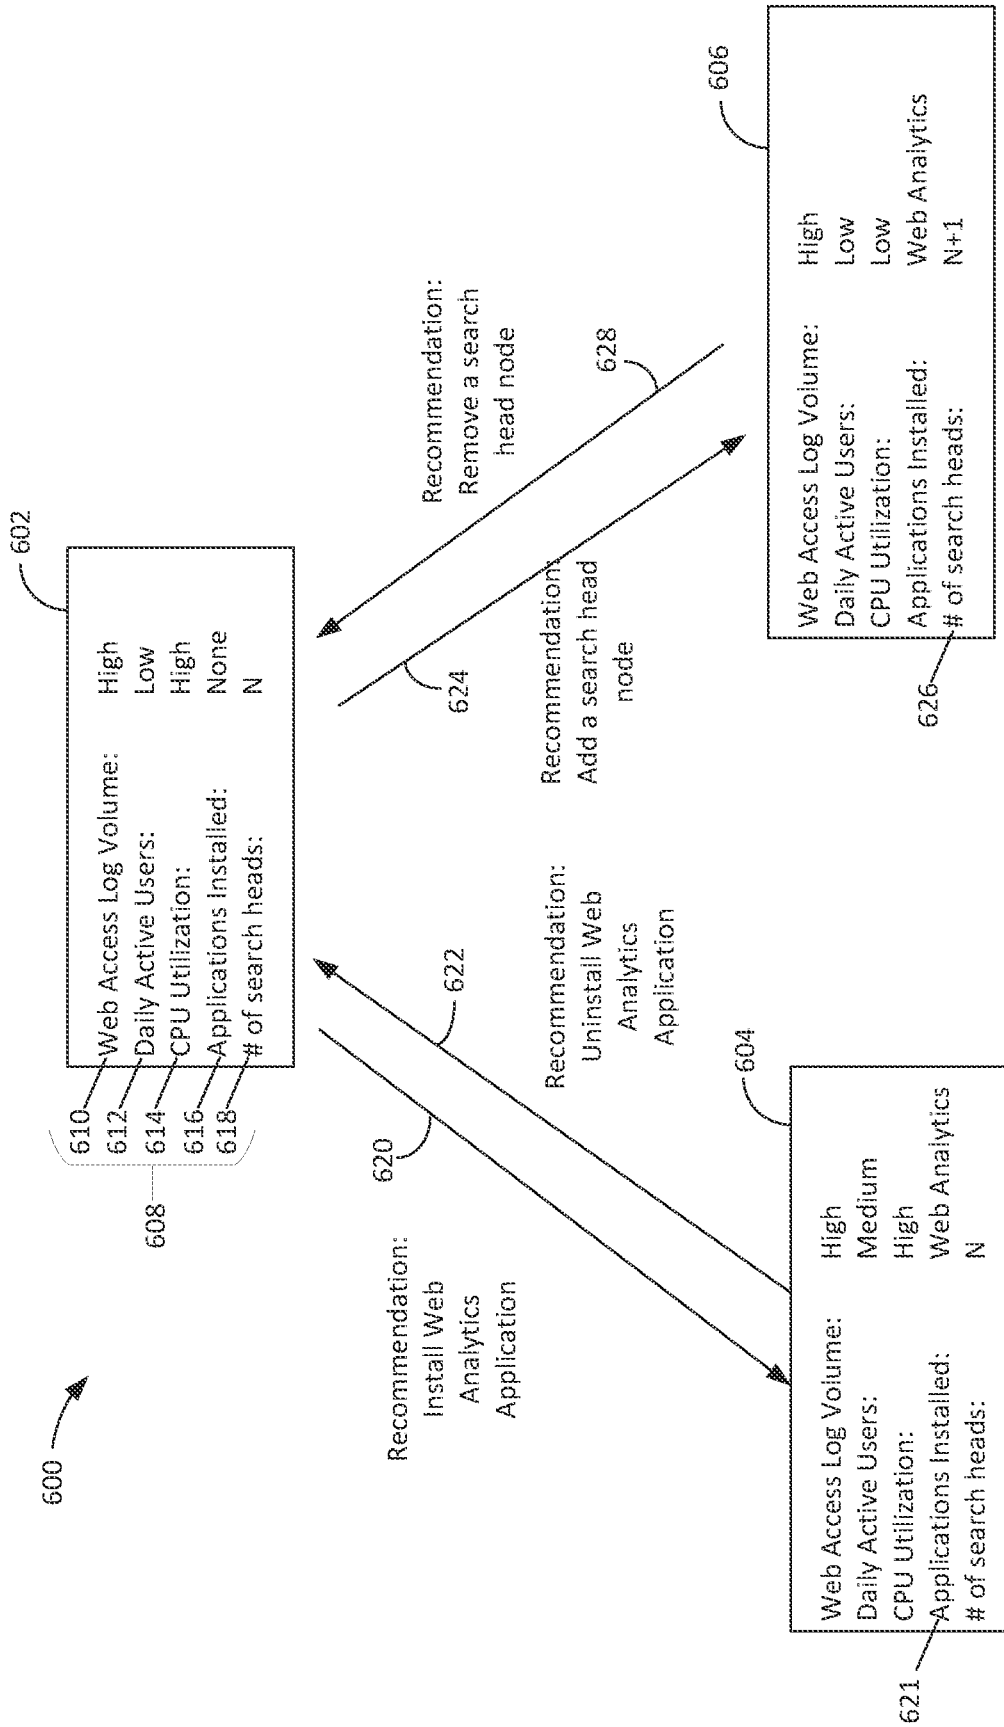 600
602
608
610
612
614
616
618
Web Access Log Volume: High
Daily Active Users: Low
CPU Utilization: High
Applications Installed: None
# of search heads: N
Recommendation:
Install Web
Analytics
Application
620
622
Recommendation:
Uninstall Web
Analytics
Application
624
Recommendation:
Add a search head
node
Recommendation:
Remove a search
head node
628
604
Web Access Log Volume: High
Daily Active Users: Medium
CPU Utilization: High
Applications Installed: Web Analytics
# of search heads: N
621
606
Web Access Log Volume: High
Daily Active Users: Low
CPU Utilization: Low
Applications Installed: Web Analytics
# of search heads: N+1
626